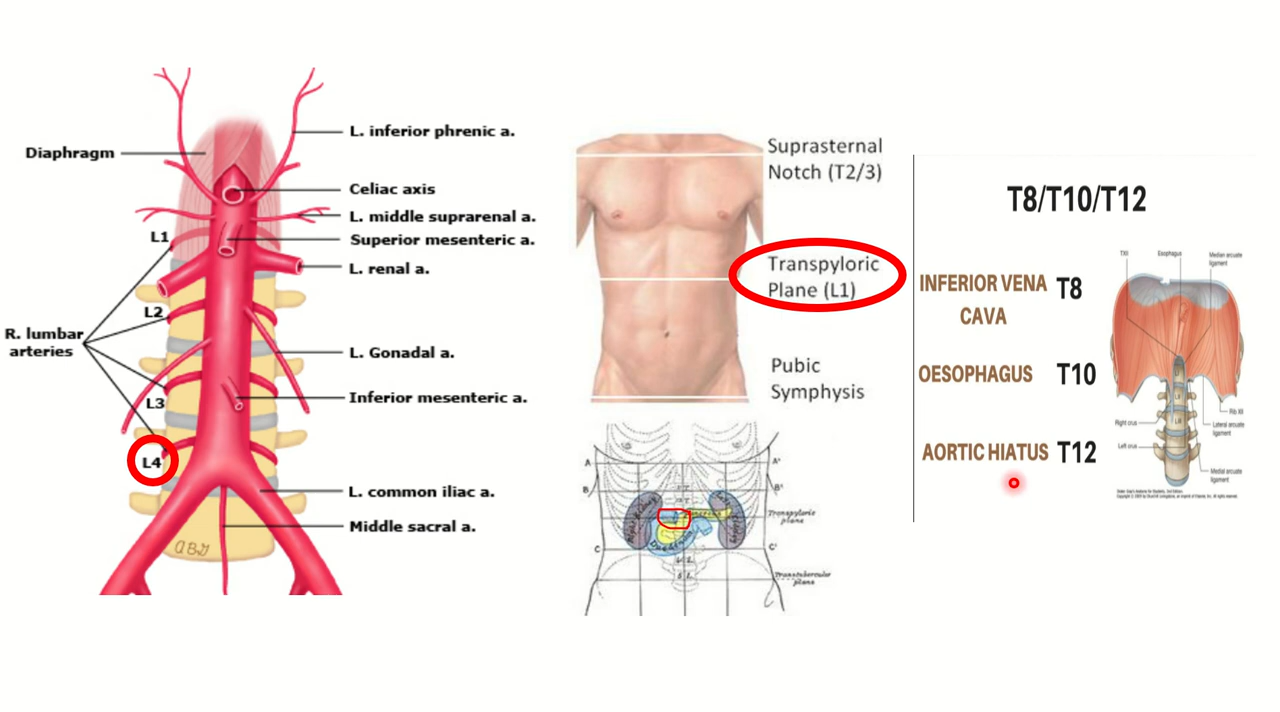 L. inferior phrenic a.
Diaphragm
Celiac axis
L. middle suprarenal a.
L1
Superior mesenteric a.
L. renal a.
L2
R. lumbar
arteries
L. Gonadal a.
Inferior mesenteric a.
L3
L4
L. common iliac a.
Middle sacral a.
Suprasternal
Notch (T2/3)
Transpyloric
Plane (L1)
Pubic
Symphysis
A A'
B B'
Transpyloric
plane
C C'
Transtubercular
plane
T8/T10/T12
INFERIOR VENA
CAVA
T8
OESOPHAGUS T10
AORTIC HIATUS T12
TXII
Esophagus
Median arcuate
ligament
Rib XII
Right crus
Lateral arcuate
ligament
Left crus
Medial arcuate
ligament